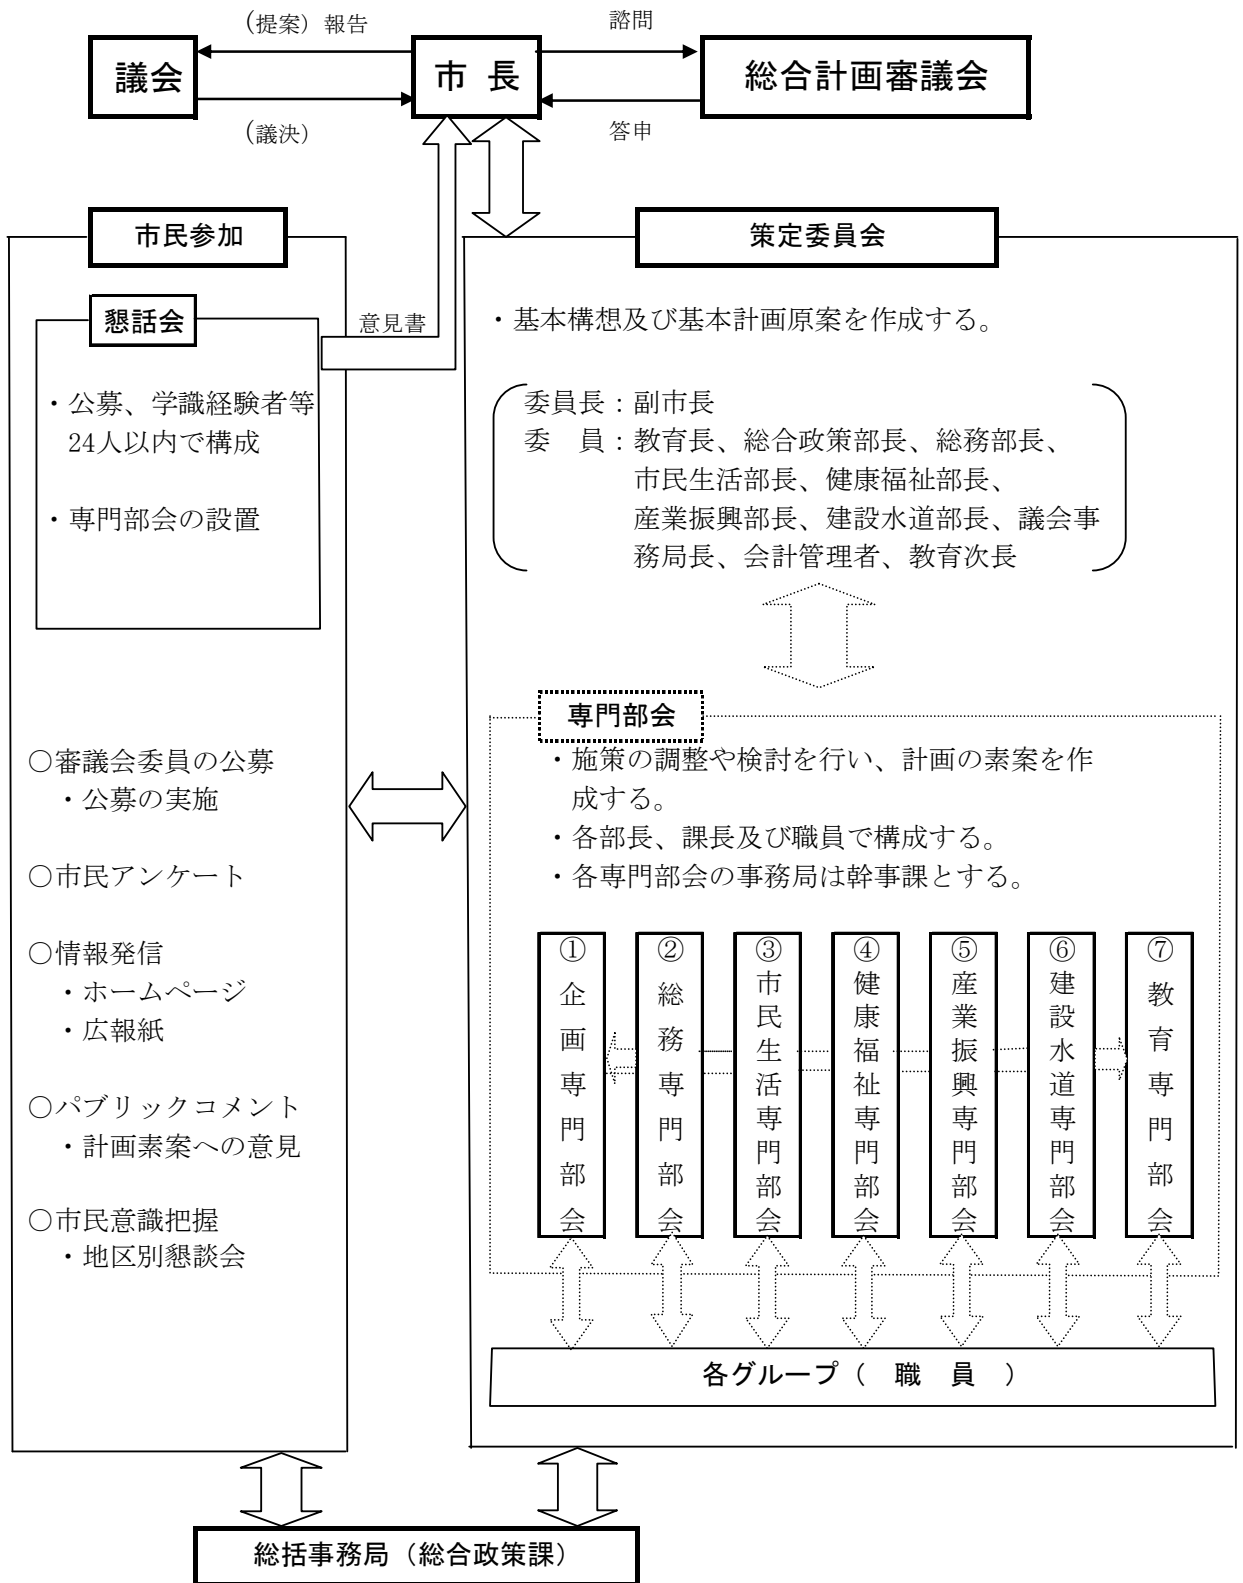 (提案) 報告
諮問
議会
市 長
総合計画審議会
(議決)
答申
市民参加
懇話会
・公募、学識経験者等
24人以内で構成
・専門部会の設置
意見書
○審議会委員の公募
・公募の実施
○市民アンケート
○情報発信
・ホームページ
・広報紙
○パブリックコメント
・計画素案への意見
○市民意識把握
・地区別懇談会
策定委員会
・基本構想及び基本計画原案を作成する。
委員長：副市長
委　員：教育長、総合政策部長、総務部長、
市民生活部長、健康福祉部長、
産業振興部長、建設水道部長、議会事
務局長、会計管理者、教育次長
専門部会
・施策の調整や検討を行い、計画の素案を作
成する。
・各部長、課長及び職員で構成する。
・各専門部会の事務局は幹事課とする。
①企画専門部会
②総務専門部会
③市民生活専門部会
④健康福祉専門部会
⑤産業振興専門部会
⑥建設水道専門部会
⑦教育専門部会
各グループ（　職　員　）
総括事務局（総合政策課）